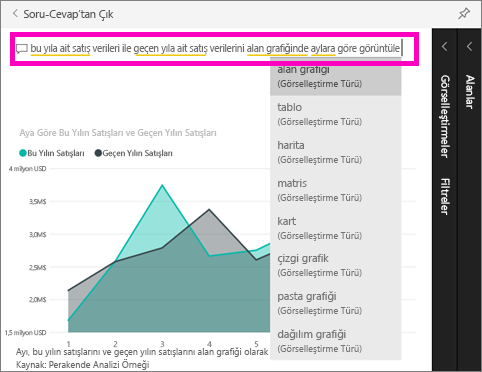 Soru-Cevap'tan Çık
bu yıla ait satış verileri ile geçen yıla ait satış verilerini alan grafiğinde aylara göre görüntüle
alan grafiği
(Görselleştirme Türü)
tablo
(Görselleştirme Türü)
harita
(Görselleştirme Türü)
matris
(Görselleştirme Türü)
kart
(Görselleştirme Türü)
çizgi grafik
(Görselleştirme Türü)
pasta grafiği
(Görselleştirme Türü)
dağılım grafiği
(Görselleştirme Türü)
Aya Göre Bu Yılın Satışları ve Geçen Yılın Satışları
Bu Yılın Satışları Geçen Yılın Satışları
4 milyon USD
3,5MS
3,0MS
2,5MS
2,0MS
1,5 milyon USD
1 2 3 4 5
Ayı, bu yılın satışlarını ve geçen yılın satışlarını alan grafiği olarak
Kaynak: Perakende Analizi Örneği
Görselleştirmeler
Filtreler
Alanlar